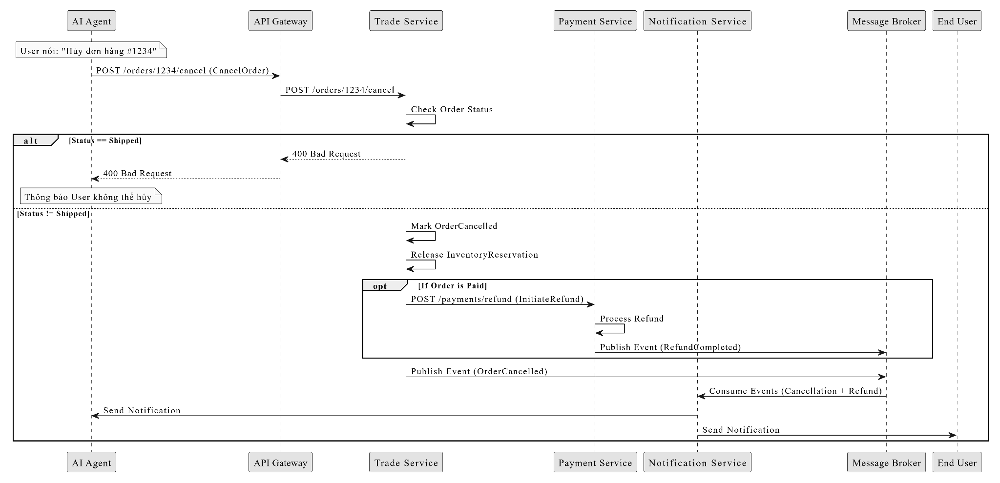 AI Agent API Gateway Trade Service Payment Service Notification Service Message Broker End User
User nói: "Hủy đơn hàng #1234"
POST /orders/1234/cancel (CancelOrder)
POST /orders/1234/cancel
Check Order Status
alt [Status == Shipped]
400 Bad Request
400 Bad Request
Thông báo User không thể hủy
[Status != Shipped]
Mark OrderCancelled
Release InventoryReservation
opt [If Order is Paid]
POST /payments/refund (InitiateRefund)
Process Refund
Publish Event (RefundCompleted)
Publish Event (OrderCancelled)
Consume Events (Cancellation + Refund)
Send Notification
Send Notification
AI Agent API Gateway Trade Service Payment Service Notification Service Message Broker End User